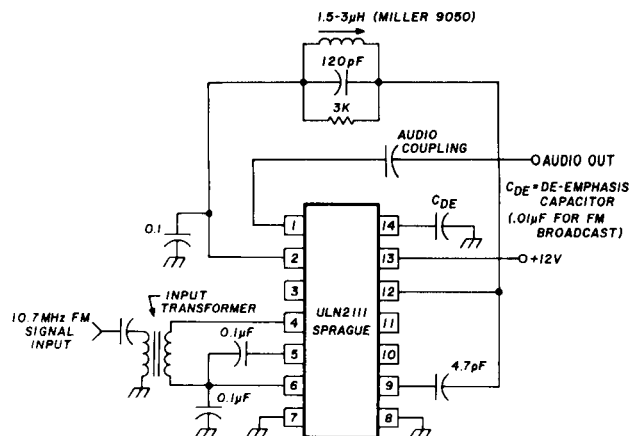 1.5-3µH (MILLER 9050)
120pF
3K
AUDIO
COUPLING
AUDIO OUT
CDE = DE-EMPHASIS
CAPACITOR
(.01µF FOR FM
BROADCAST)
CDE
0.1
1
14
2
13
+12V
INPUT
TRANSFORMER
3
12
10.7MHz FM
SIGNAL
INPUT
4
ULN2111
SPRAGUE
11
0.1µF
5
10
4.7pF
6
9
0.1µF
7
8